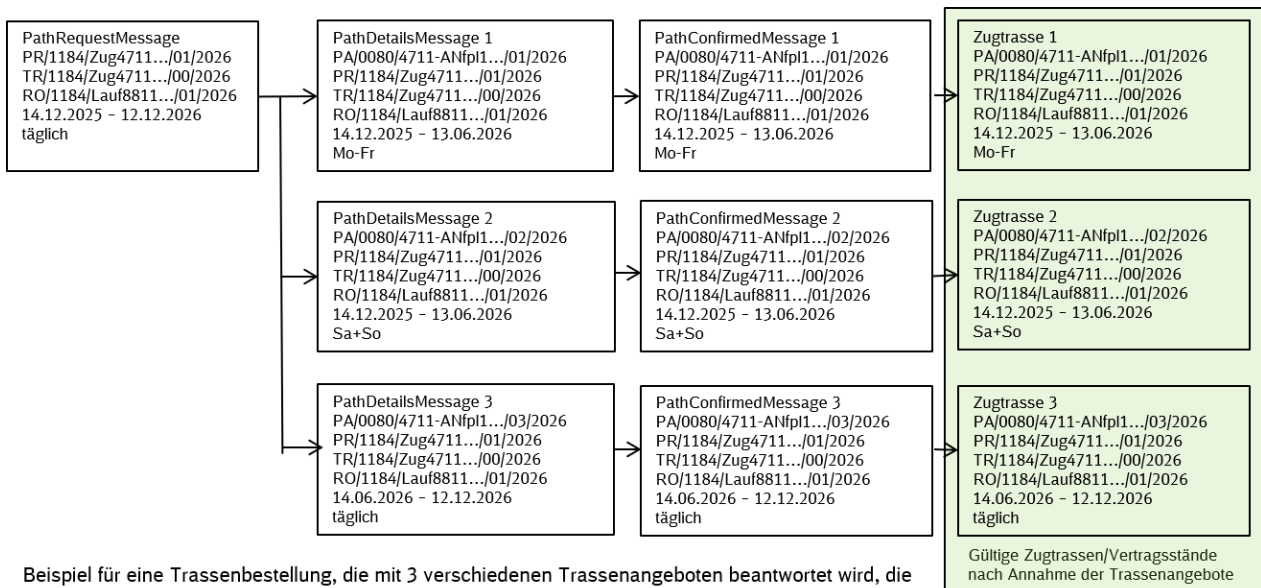 PathRequestMessage
PR/1184/Zug4711.../01/2026
TR/1184/Zug4711.../00/2026
RO/1184/Lauf8811.../01/2026
14.12.2025 – 12.12.2026
täglich
PathDetailsMessage 1
PA/0080/4711-ANfpl1.../01/2026
PR/1184/Zug4711.../01/2026
TR/1184/Zug4711.../00/2026
RO/1184/Lauf8811.../01/2026
14.12.2025 – 13.06.2026
Mo-Fr
PathConfirmedMessage 1
PA/0080/4711-ANfpl1.../01/2026
PR/1184/Zug4711.../01/2026
TR/1184/Zug4711.../00/2026
RO/1184/Lauf8811.../01/2026
14.12.2025 – 13.06.2026
Mo-Fr
Zugtrasse 1
PA/0080/4711-ANfpl1.../01/2026
PR/1184/Zug4711.../01/2026
TR/1184/Zug4711.../00/2026
RO/1184/Lauf8811.../01/2026
14.12.2025 – 13.06.2026
Mo-Fr
PathDetailsMessage 2
PA/0080/4711-ANfpl1.../02/2026
PR/1184/Zug4711.../01/2026
TR/1184/Zug4711.../00/2026
RO/1184/Lauf8811.../01/2026
14.12.2025 – 13.06.2026
Sa+So
PathConfirmedMessage 2
PA/0080/4711-ANfpl1.../02/2026
PR/1184/Zug4711.../01/2026
TR/1184/Zug4711.../00/2026
RO/1184/Lauf8811.../01/2026
14.12.2025 – 13.06.2026
Sa+So
Zugtrasse 2
PA/0080/4711-ANfpl1.../02/2026
PR/1184/Zug4711.../01/2026
TR/1184/Zug4711.../00/2026
RO/1184/Lauf8811.../01/2026
14.12.2025 – 13.06.2026
Sa+So
PathDetailsMessage 3
PA/0080/4711-ANfpl1.../03/2026
PR/1184/Zug4711.../01/2026
TR/1184/Zug4711.../00/2026
RO/1184/Lauf8811.../01/2026
14.06.2026 – 12.12.2026
täglich
PathConfirmedMessage 3
PA/0080/4711-ANfpl1.../03/2026
PR/1184/Zug4711.../01/2026
TR/1184/Zug4711.../00/2026
RO/1184/Lauf8811.../01/2026
14.06.2026 – 12.12.2026
täglich
Zugtrasse 3
PA/0080/4711-ANfpl1.../03/2026
PR/1184/Zug4711.../01/2026
TR/1184/Zug4711.../00/2026
RO/1184/Lauf8811.../01/2026
14.06.2026 – 12.12.2026
täglich
Gültige Zugtrassen/Vertragsstände
nach Annahme der Trassenangebote
Beispiel für eine Trassenbestellung, die mit 3 verschiedenen Trassenangeboten beantwortet wird, die